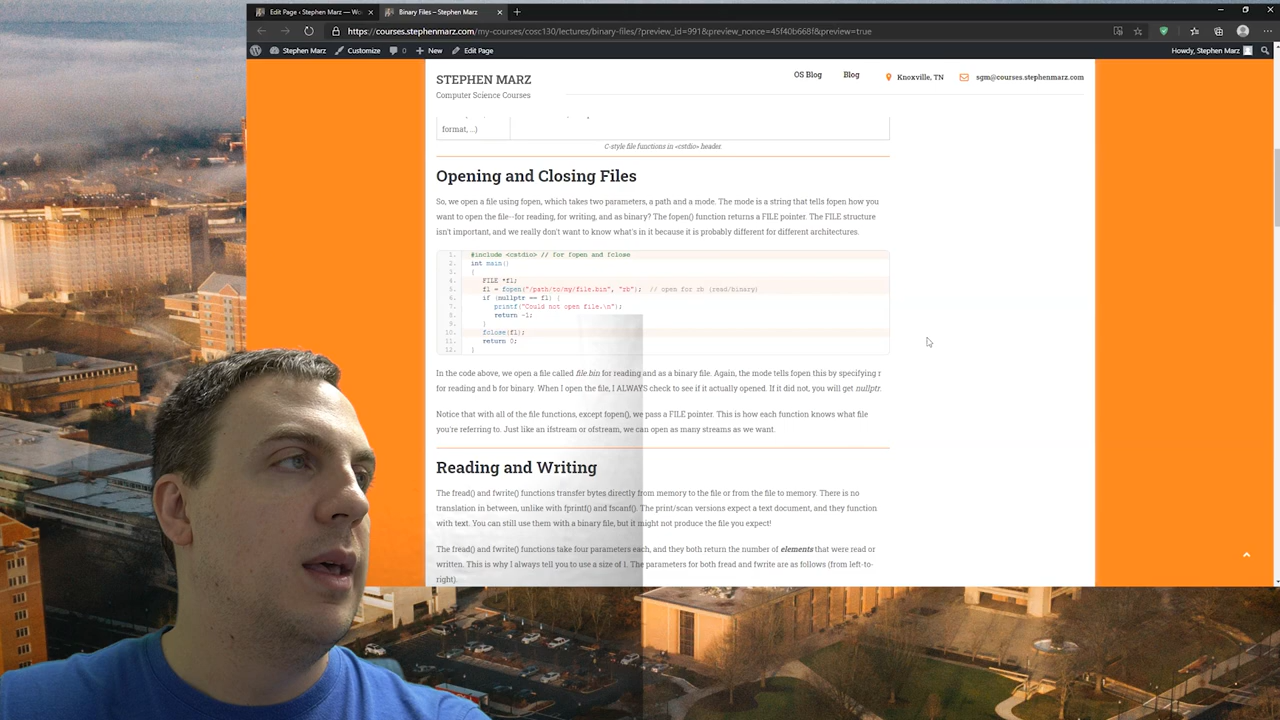 Edit Page ‹ Stephen Marz — Wo
Binary Files – Stephen Marz
https://courses.stephenmarz.com/my-courses/cosc130/lectures/binary-files/?preview_id=991&preview_nonce=45f40b668f&preview=true
Stephen Marz
Customize
0
New
Edit Page
Howdy, Stephen Marz
STEPHEN MARZ
Computer Science Courses
OS Blog
Blog
Knoxville, TN
sgm@courses.stephenmarz.com
format, ...)
C-style file functions in <cstdio> header
Opening and Closing Files
So, we open a file using fopen, which takes two parameters, a path and a mode. The mode is a string that tells fopen how you
want to open the file--for reading, for writing, and as binary? The fopen() function returns a FILE pointer. The FILE structure
isn't important, and we really don't want to know what's in it because it is probably different for different architectures.
1. #include <cstdio> // for fopen and fclose
2. int main()
3. {
4. FILE *fl;
5. fl = fopen("/path/to/my/file.bin", "rb"); // open for rb (read/binary)
6. if (nullptr == fl) {
7. printf("Could not open file.\n");
8. return -1;
9. }
10. fclose(fl);
11. return 0;
12. }
In the code above, we open a file called file.bin for reading and as a binary file. Again, the mode tells fopen this by specifying r
for reading and b for binary. When I open the file, I ALWAYS check to see if it actually opened. If it did not, you will get nullptr.
Notice that with all of the file functions, except fopen(), we pass a FILE pointer. This is how each function knows what file
you're referring to. Just like an ifstream or ofstream, we can open as many streams as we want.
Reading and Writing
The fread() and fwrite() functions transfer bytes directly from memory to the file or from the file to memory. There is no
translation in between, unlike with fprintf() and fscanf(). The print/scan versions expect a text document, and they function
with text. You can still use them with a binary file, but it might not produce the file you expect!
The fread() and fwrite() functions take four parameters each, and they both return the number of elements that were read or
written. This is why I always tell you to use a size of 1. The parameters for both fread and fwrite are as follows (from left-to-
right).